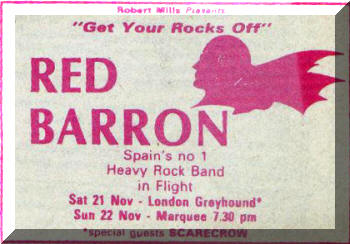 Robert Mills Presents
"Get Your Rocks Off"
RED
BARRON
Spain's no 1
Heavy Rock Band
in Flight
Sat 21 Nov - London Greyhound*
Sun 22 Nov - Marquee 7.30 pm
*special guests SCARECROW